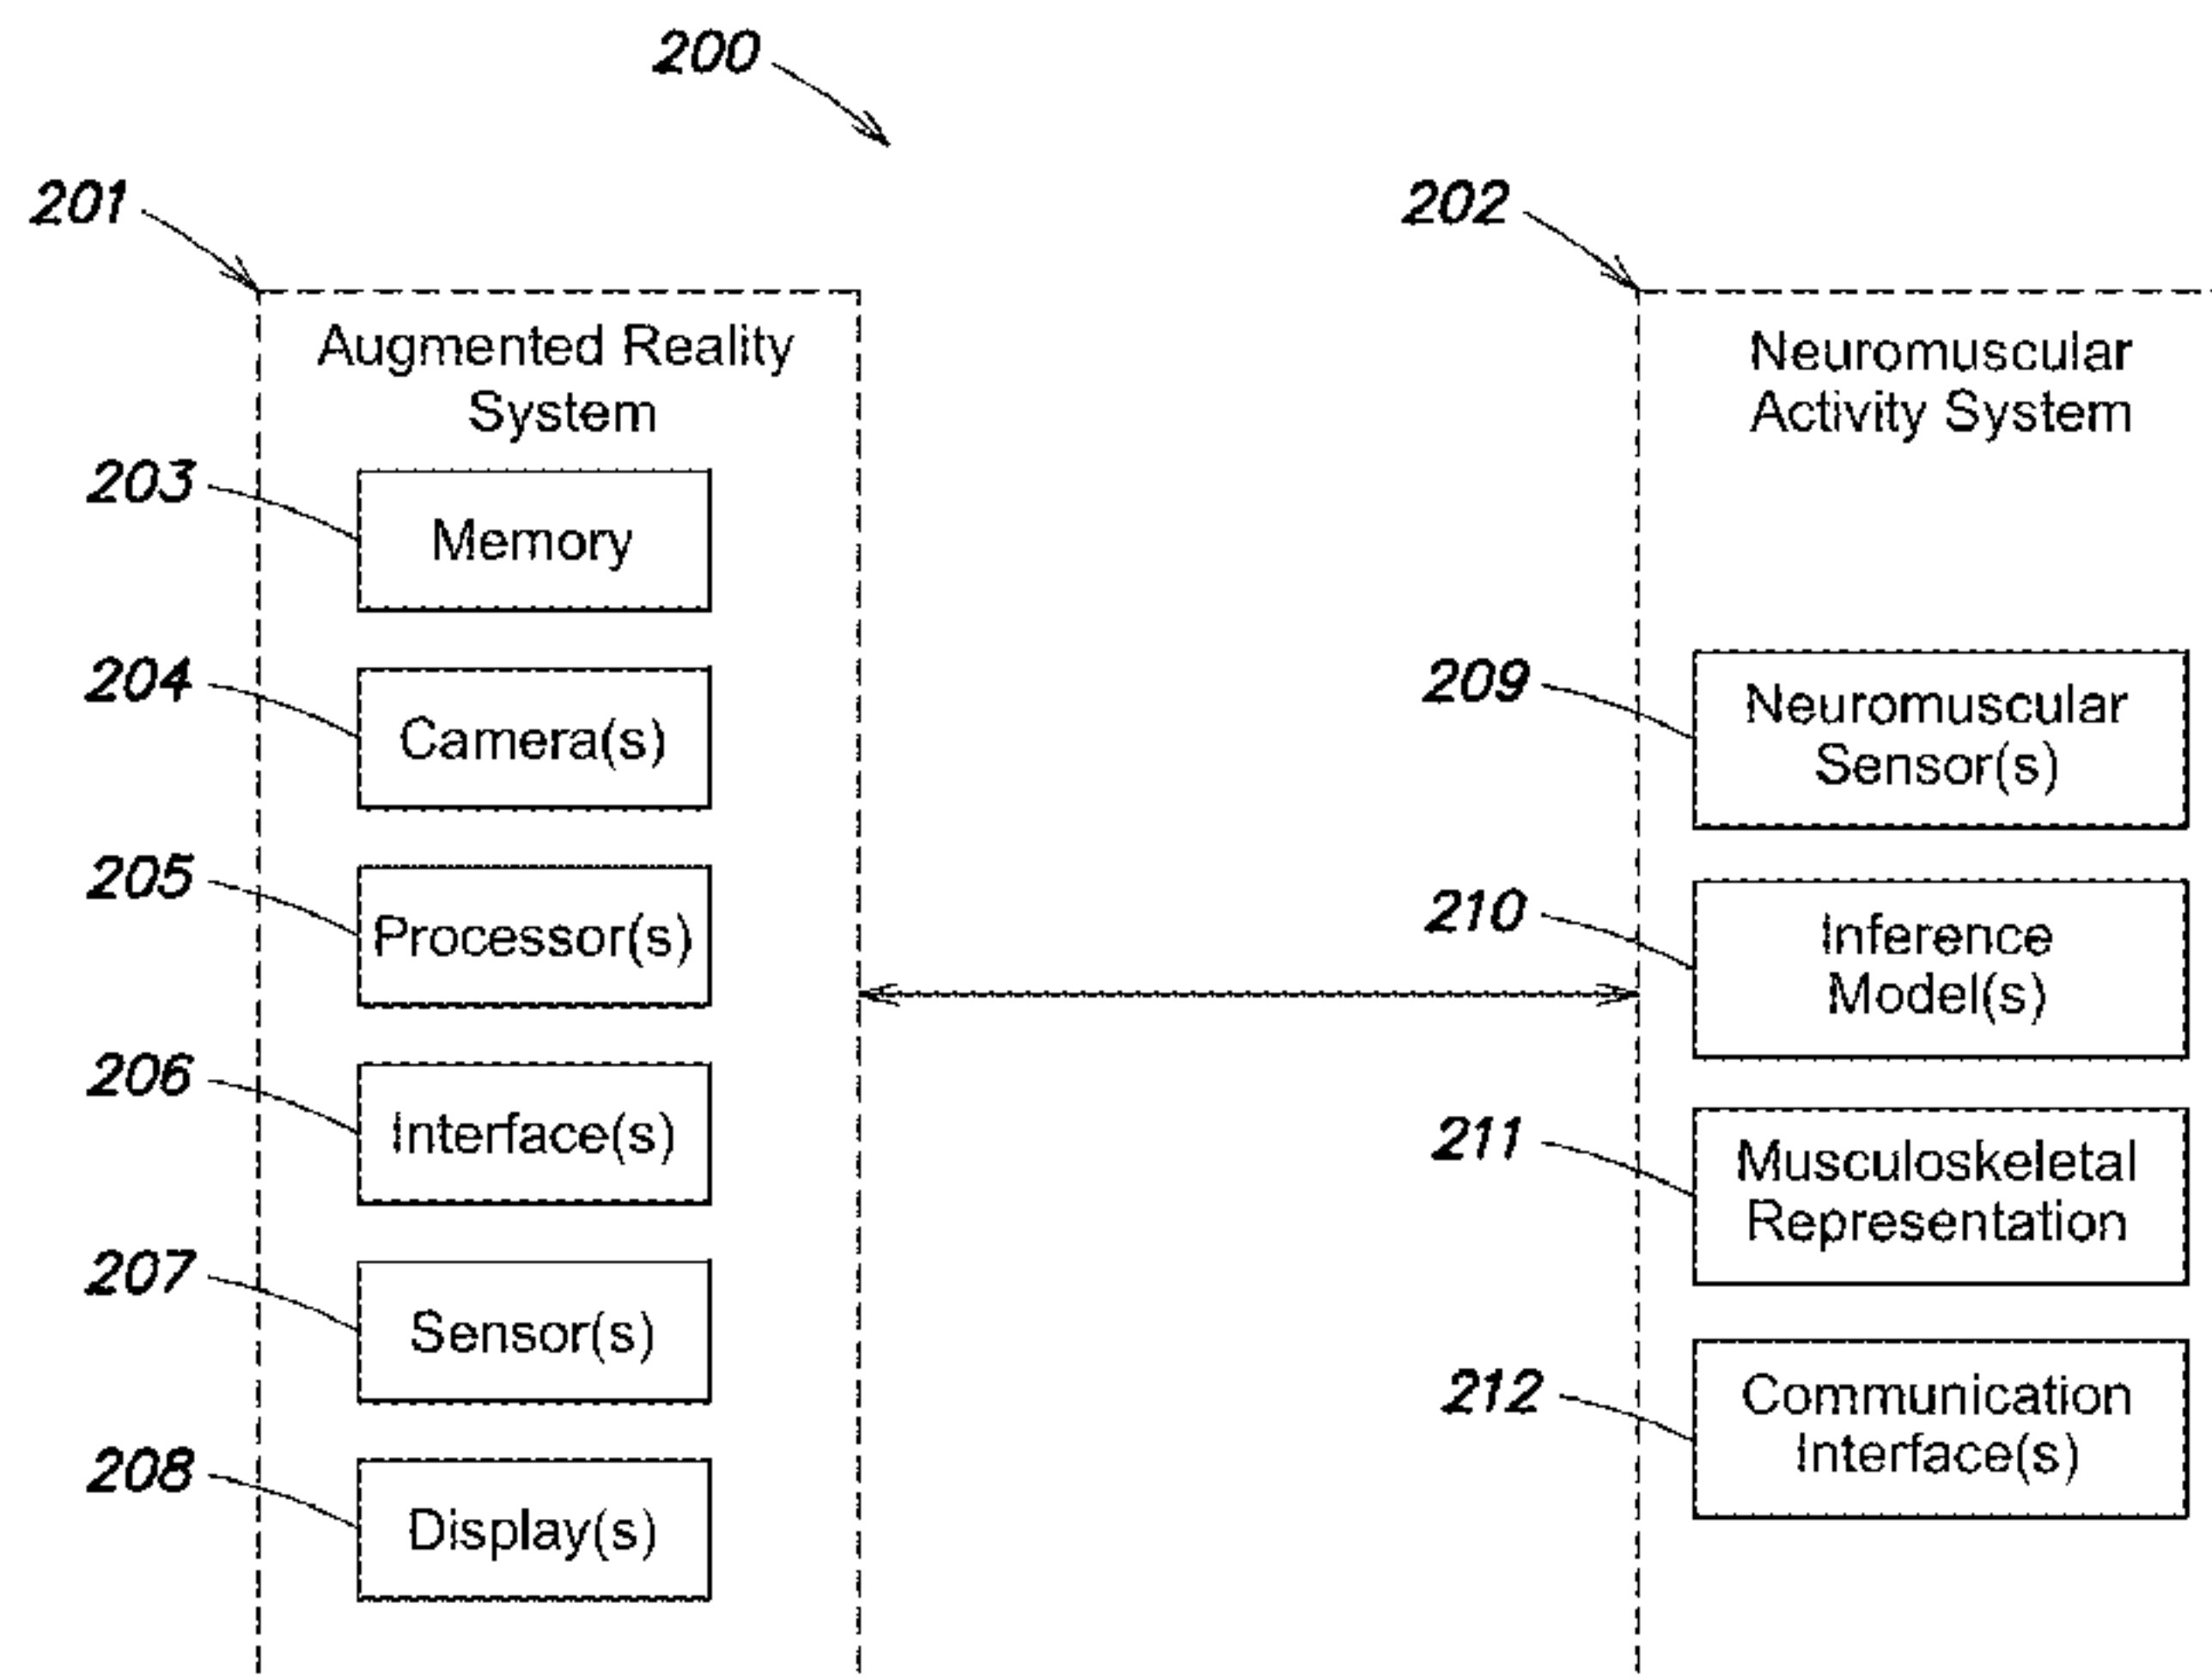 200
201
Augmented Reality
System
203
Memory
204
Camera(s)
205
Processor(s)
206
Interface(s)
207
Sensor(s)
208
Display(s)
202
Neuromuscular
Activity System
209
Neuromuscular
Sensor(s)
210
Inference
Model(s)
211
Musculoskeletal
Representation
212
Communication
Interface(s)